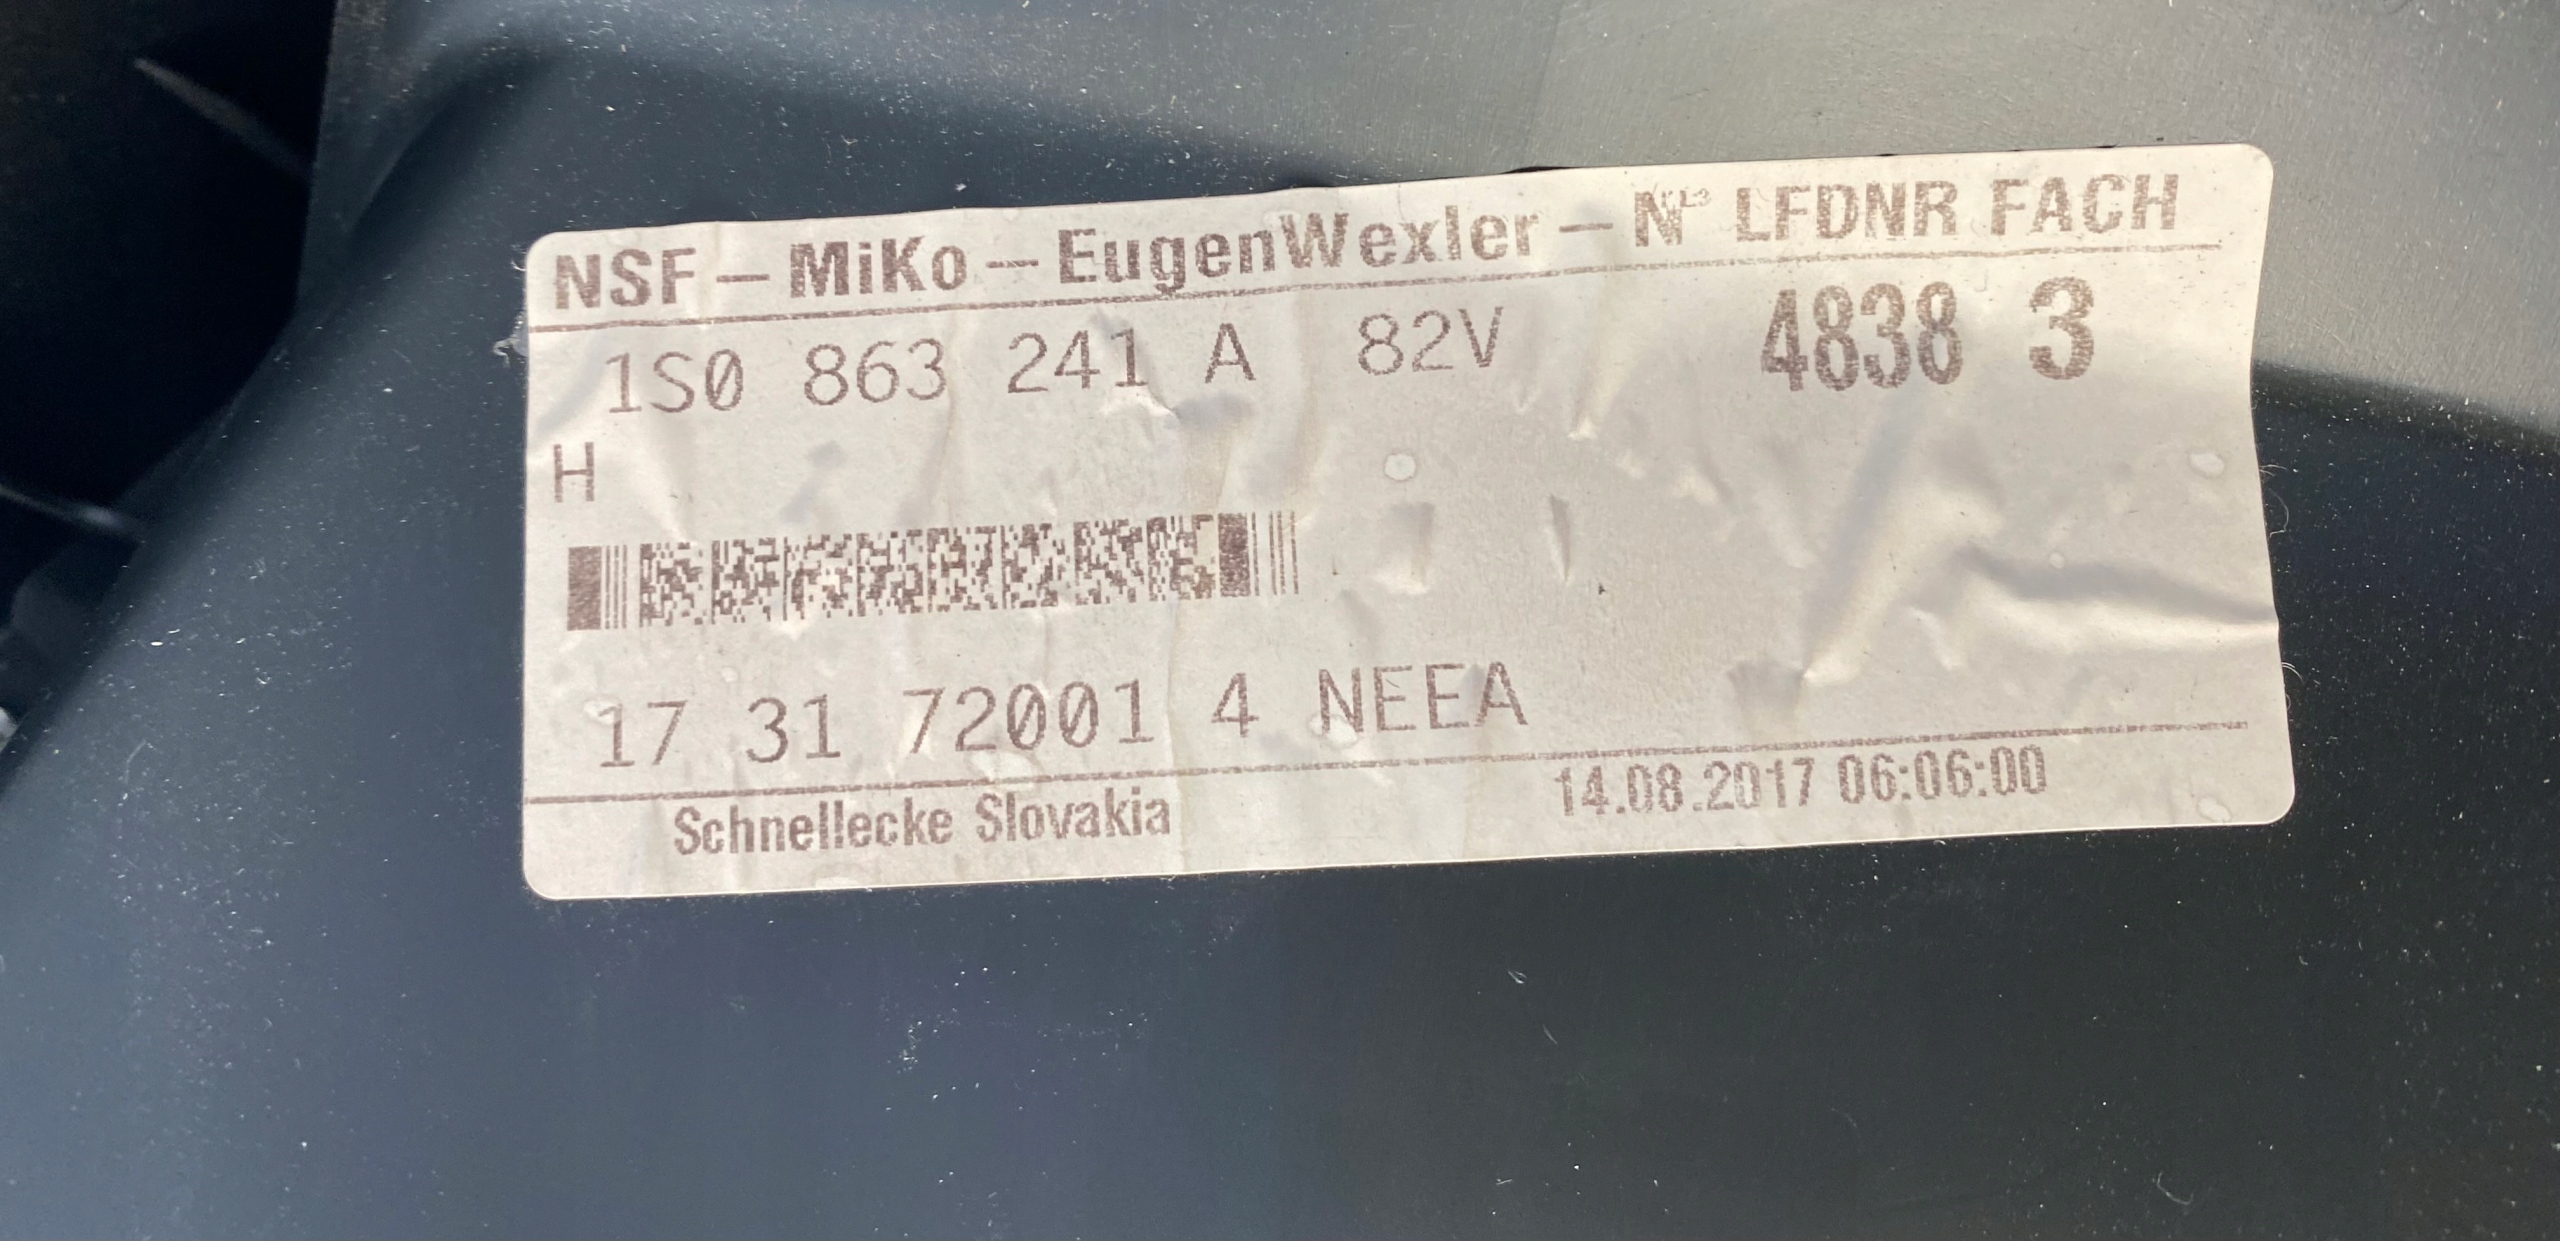 NSF – MiKo – EugenWexler – N LFDNR FACH
1S0 863 241 A 82V 4838 3
H
17 31 72001 4 NEEA
Schnellecke Slovakia 14.08.2017 06:06:00